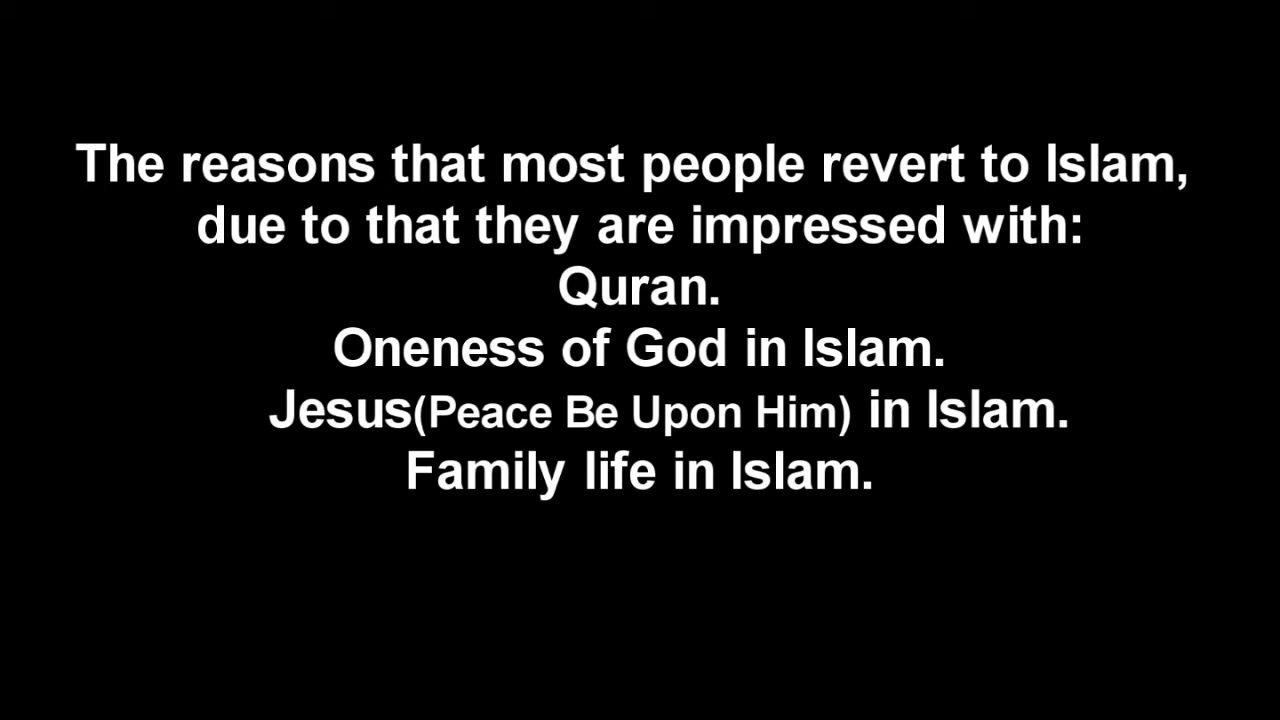 The reasons that most people revert to Islam,
due to that they are impressed with:
Quran.
Oneness of God in Islam.
Jesus(Peace Be Upon Him) in Islam.
Family life in Islam.